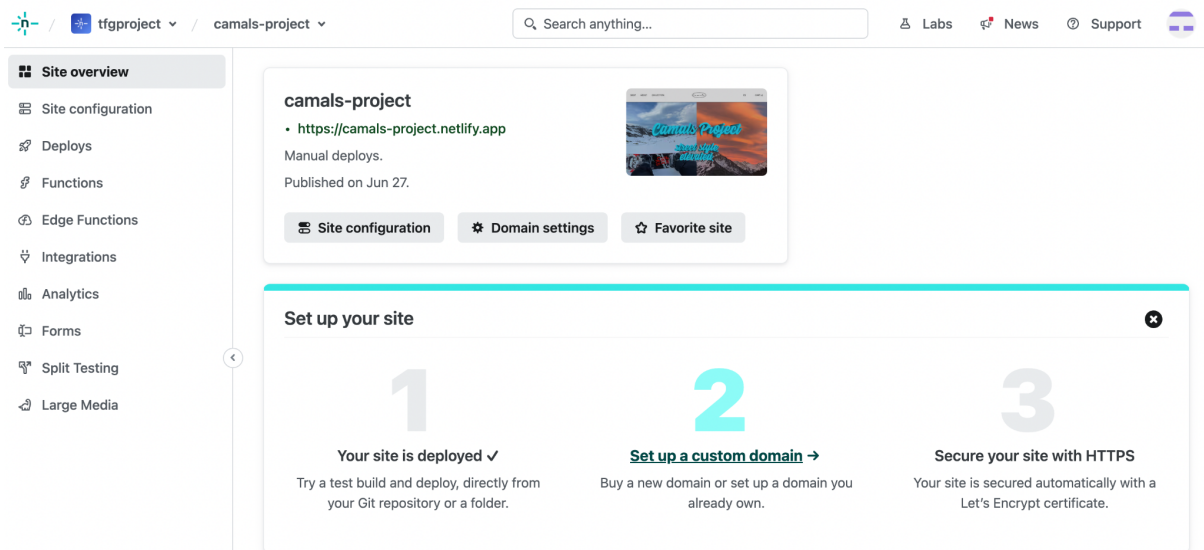 tfgproject / camals-project
Search anything...
Labs
News
Support
Site overview
Site configuration
Deploys
Functions
Edge Functions
Integrations
Analytics
Forms
Split Testing
Large Media
camals-project
• https://camals-project.netlify.app
Manual deploys.
Published on Jun 27.
Camals Project
Street style
elevated
Site configuration
Domain settings
Favorite site
Set up your site
1
Your site is deployed ✓
Try a test build and deploy, directly from
your Git repository or a folder.
2
Set up a custom domain →
Buy a new domain or set up a domain you
already own.
3
Secure your site with HTTPS
Your site is secured automatically with a
Let's Encrypt certificate.